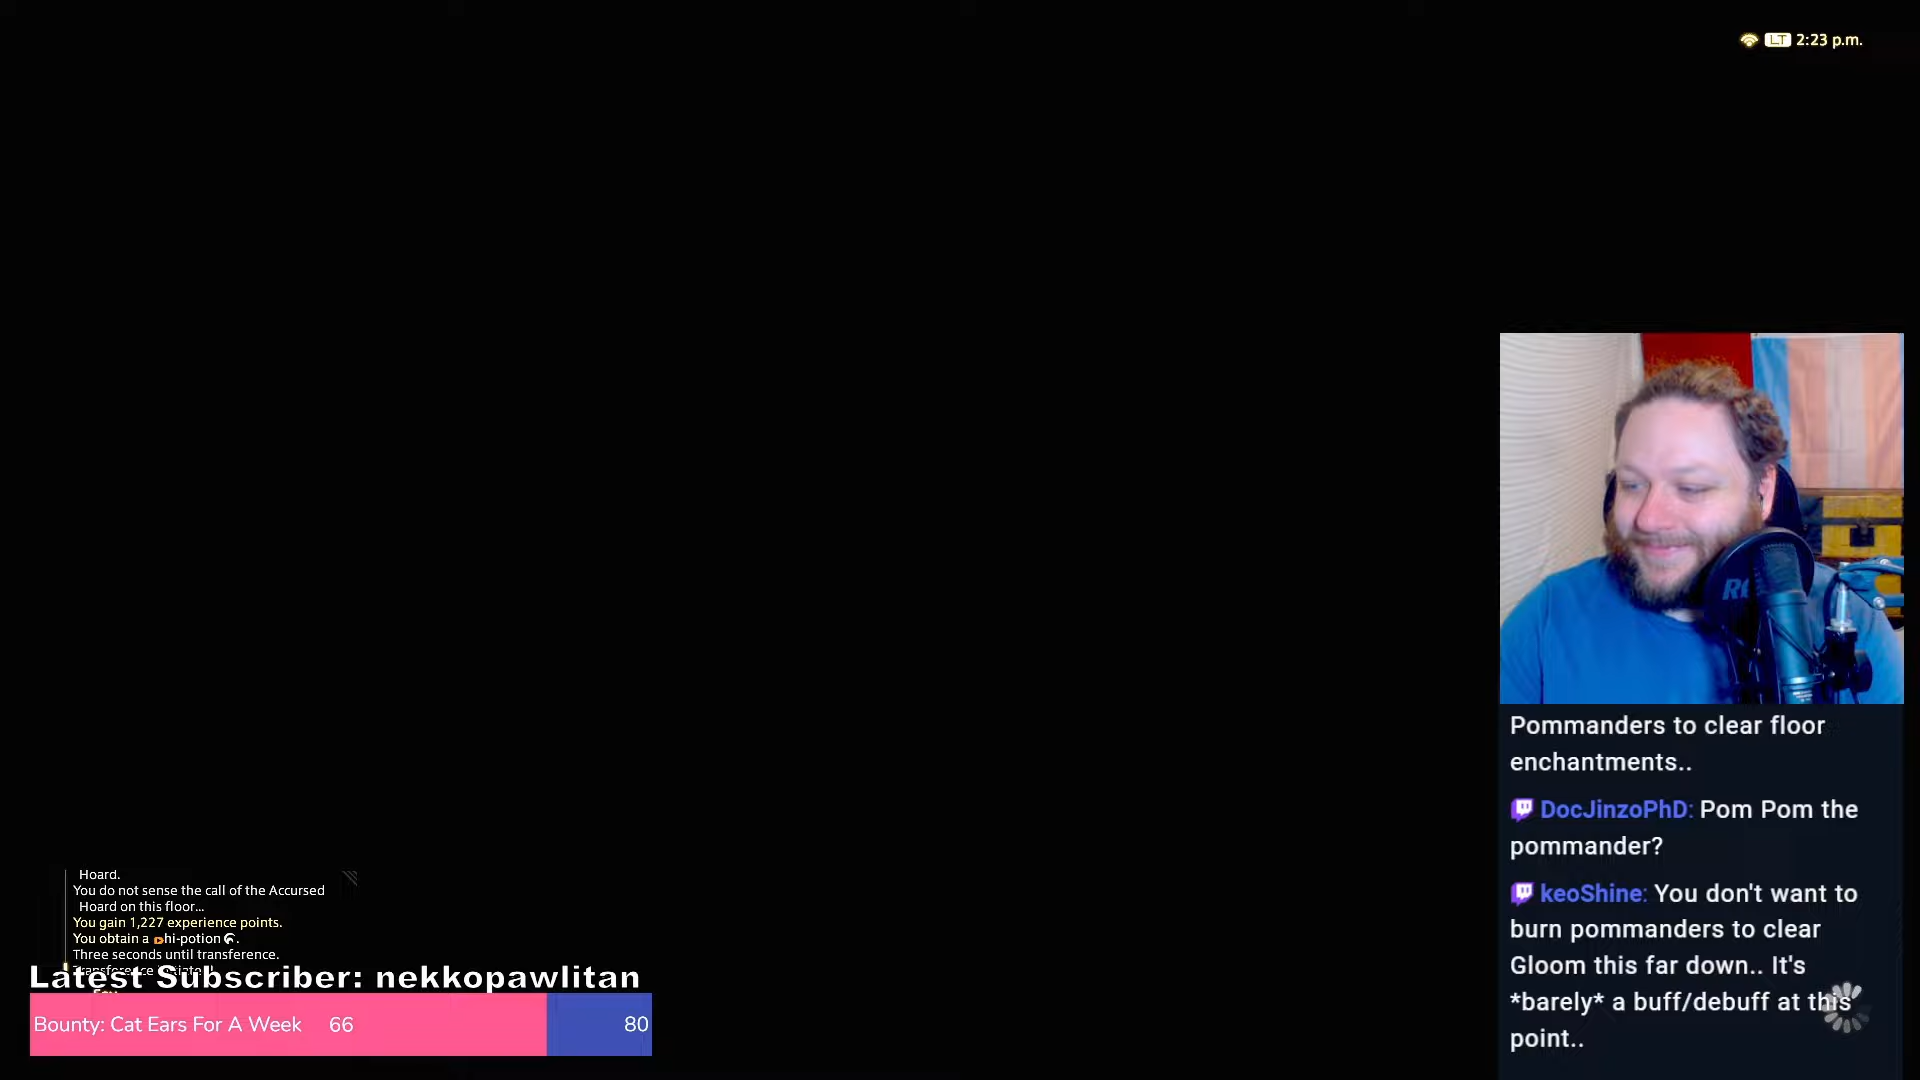 LT 2:23 p.m.
Pommanders to clear floor
enchantments..
DocJinzoPhD: Pom Pom the
pommander?
keoShine: You don't want to
burn pommanders to clear
Gloom this far down.. It's
*barely* a buff/debuff at this
point..
Hoard.
You do not sense the call of the Accursed
Hoard on this floor...
You gain 1,227 experience points.
You obtain a hi-potion.
Three seconds until transference.
Latest Subscriber: nekkopawlitan
Bounty: Cat Ears For A Week 66 80